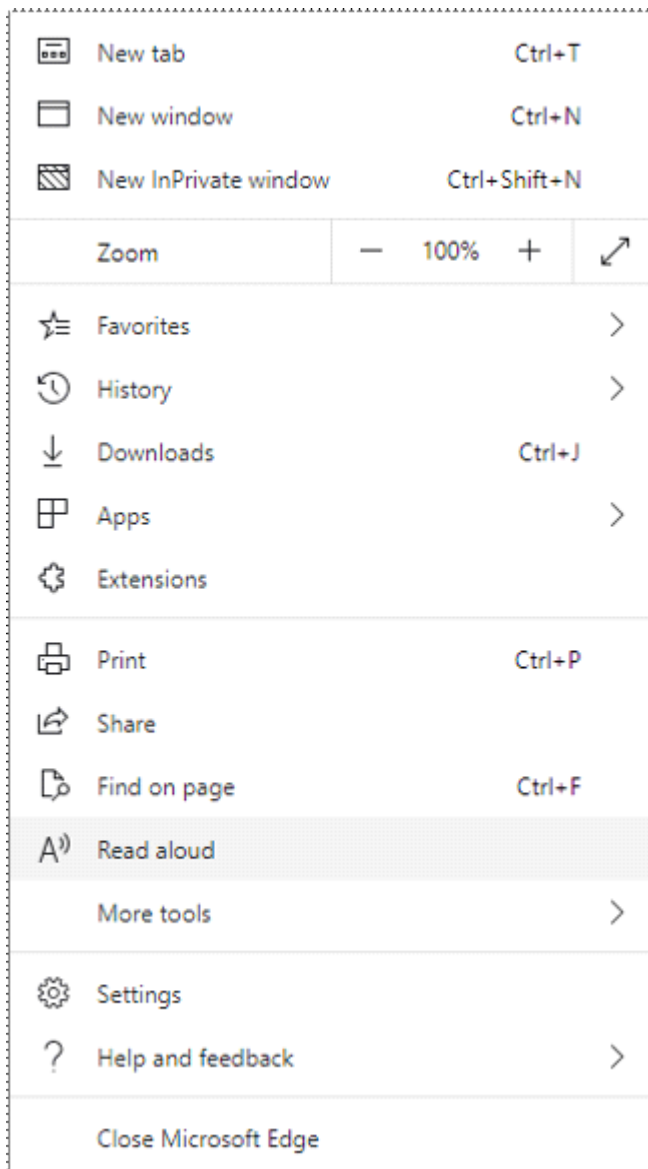 New tab Ctrl+T
New window Ctrl+N
New InPrivate window Ctrl+Shift+N
Zoom — 100% +
Favorites
History
Downloads Ctrl+J
Apps
Extensions
Print Ctrl+P
Share
Find on page Ctrl+F
Read aloud
More tools
Settings
Help and feedback
Close Microsoft Edge